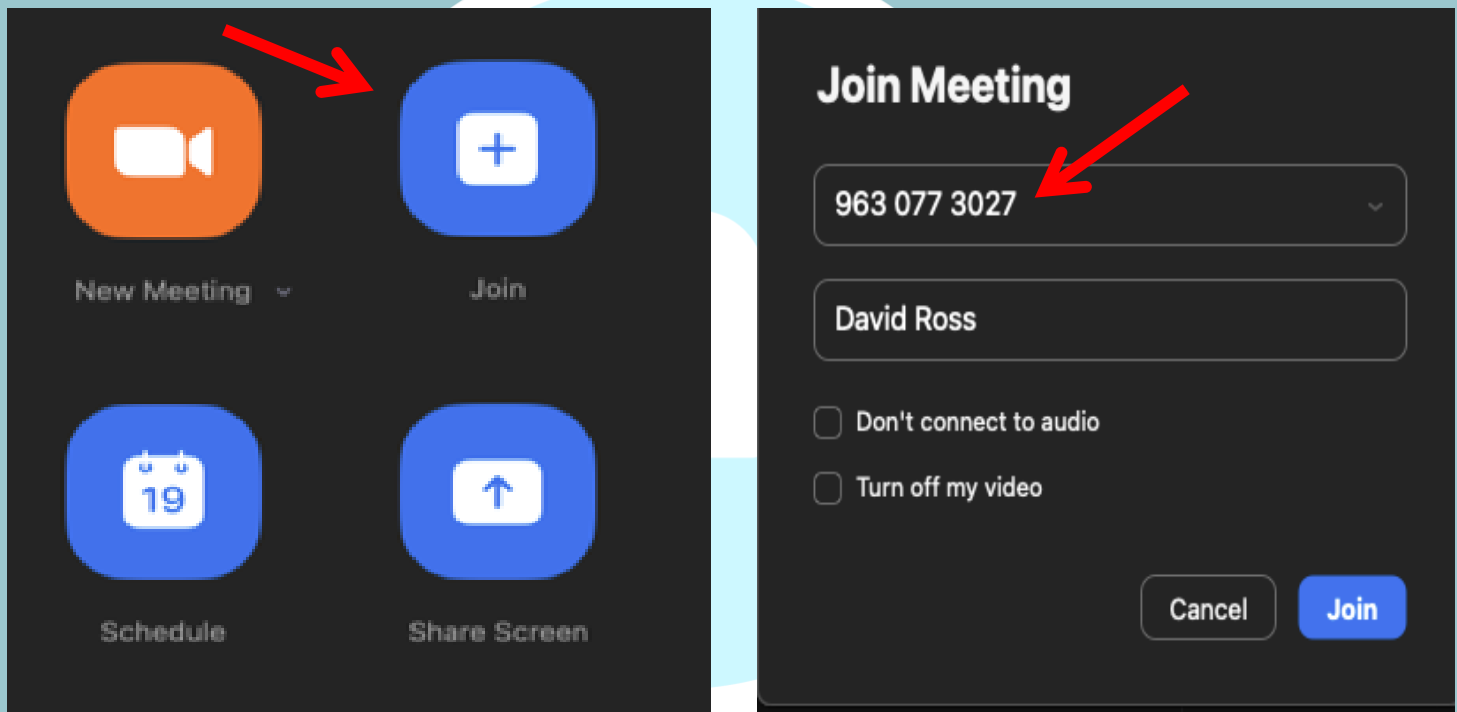 New Meeting
Join
19
Schedule
Share Screen
Join Meeting
963 077 3027
David Ross
Don't connect to audio
Turn off my video
Cancel
Join